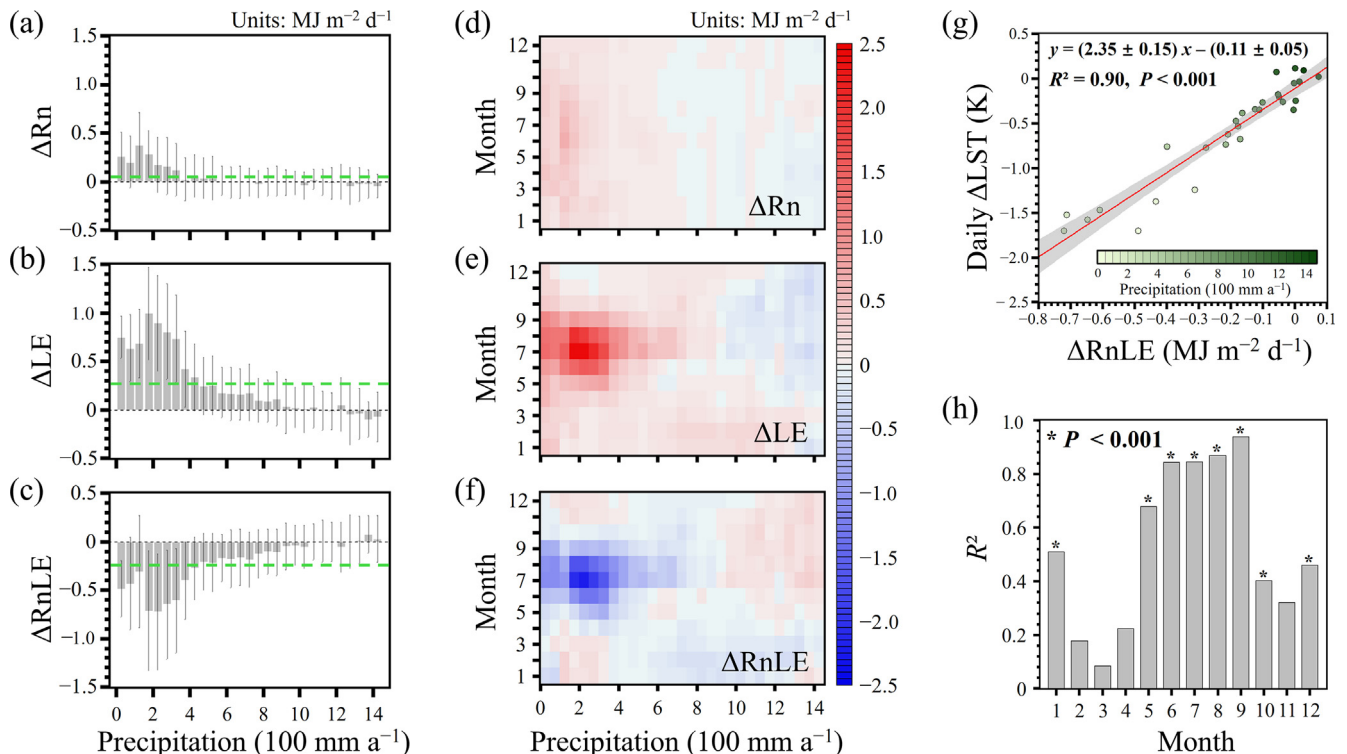 (a)
Units: MJ m⁻² d⁻¹
ΔRn
1.5
1.0
0.5
0
−0.5
(b)
ΔLE
1.5
1.0
0.5
0
−0.5
(c)
ΔRnLE
0.5
0
−0.5
−1.0
−1.5
0 2 4 6 8 10 12 14
Precipitation (100 mm a⁻¹)
(d)
Units: MJ m⁻² d⁻¹
Month
12
11
9
7
5
3
1
ΔRn
(e)
Month
12
11
9
7
5
3
1
ΔLE
(f)
Month
12
11
9
7
5
3
1
ΔRnLE
0 2 4 6 8 10 12 14
Precipitation (100 mm a⁻¹)
2.5
2.0
1.5
1.0
0.5
0
−0.5
−1.0
−1.5
−2.0
−2.5
(g)
y = (2.35 ± 0.15) x – (0.11 ± 0.05)
R² = 0.90, P < 0.001
Daily ΔLST (K)
0.5
0
−0.5
−1.0
−1.5
−2.0
−2.5
0 2 4 6 8 10 12 14
Precipitation (100 mm a⁻¹)
−0.8 −0.7 −0.6 −0.5 −0.4 −0.3 −0.2 −0.1 0 0.1
ΔRnLE (MJ m⁻² d⁻¹)
(h)
* P < 0.001
R²
1.0
0.8
0.6
0.4
0.2
0
* * * * * * * *
1 2 3 4 5 6 7 8 9 10 11 12
Month